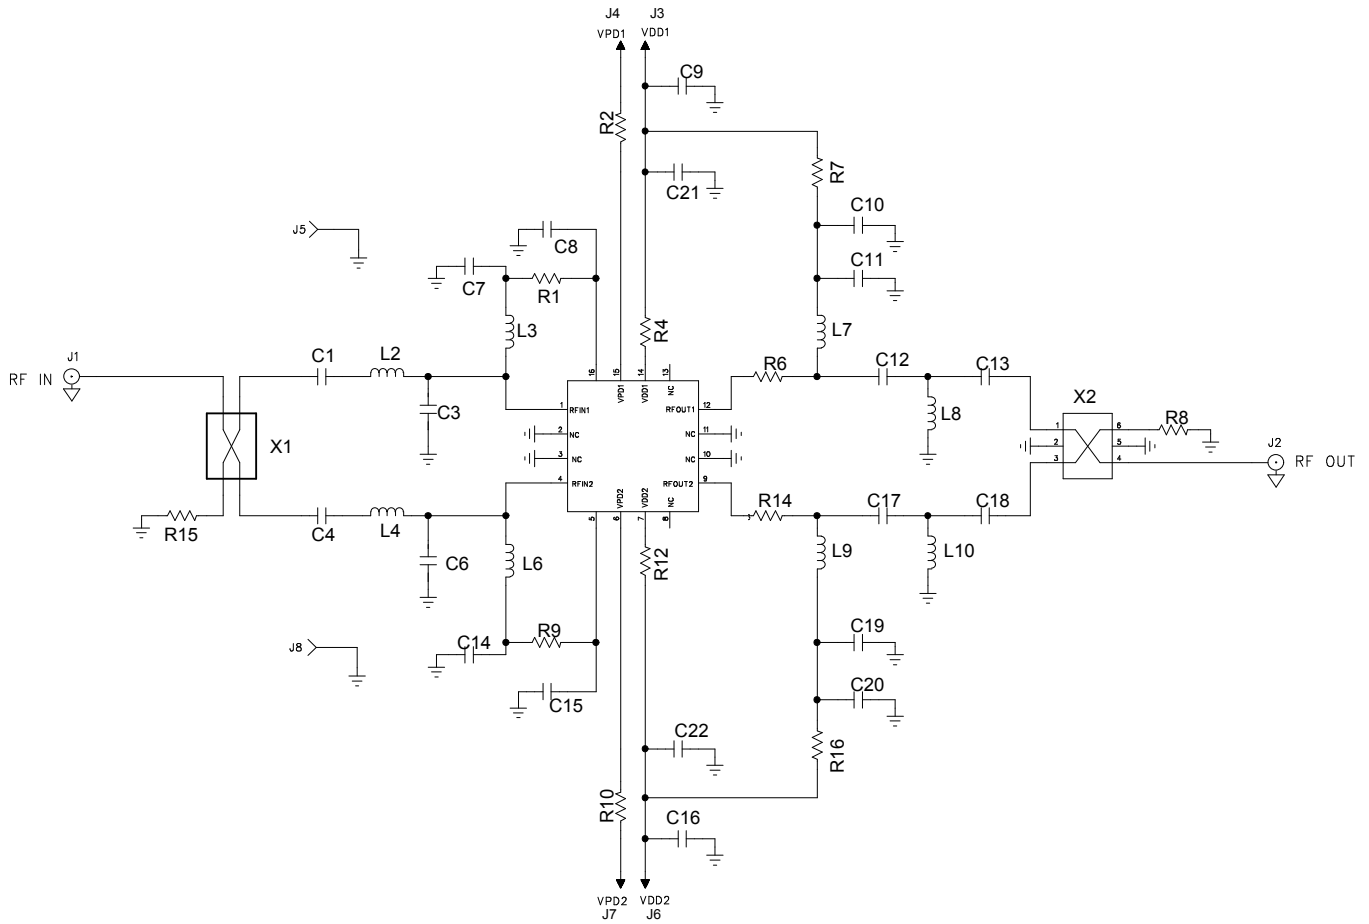 J4 J3
VPD1 VDD1
C9
R2
R7
C21
C10
J5
C8
C11
C7
R1
L3
R4
L7
J1
C1 L2
R6
C12 C13
RF IN
16 15 14 13
VPD1 VDD1 NC
X2
C3
1 RFIN1 RFOUT1 12
L8
R8
2 NC NC 11
1 6
J2
X1
2 5
3 NC NC 10
3 4
RF OUT
4 RFIN2 RFOUT2 9
VPD2 VDD2 NC
5 6 7 8
R14
C17 C18
R15
C4 L4
R12
L9 L10
C6 L6
J8
C14 R9
C19
C20
C15
C22
R16
R10
C16
VPD2 VDD2
J7 J6